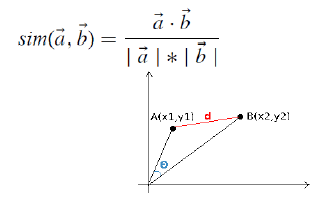 sim(a⃗, b⃗) = a⃗ · b⃗ / | a⃗ | * | b⃗ |
d
A(x1,y1)
B(x2,y2)
Θ